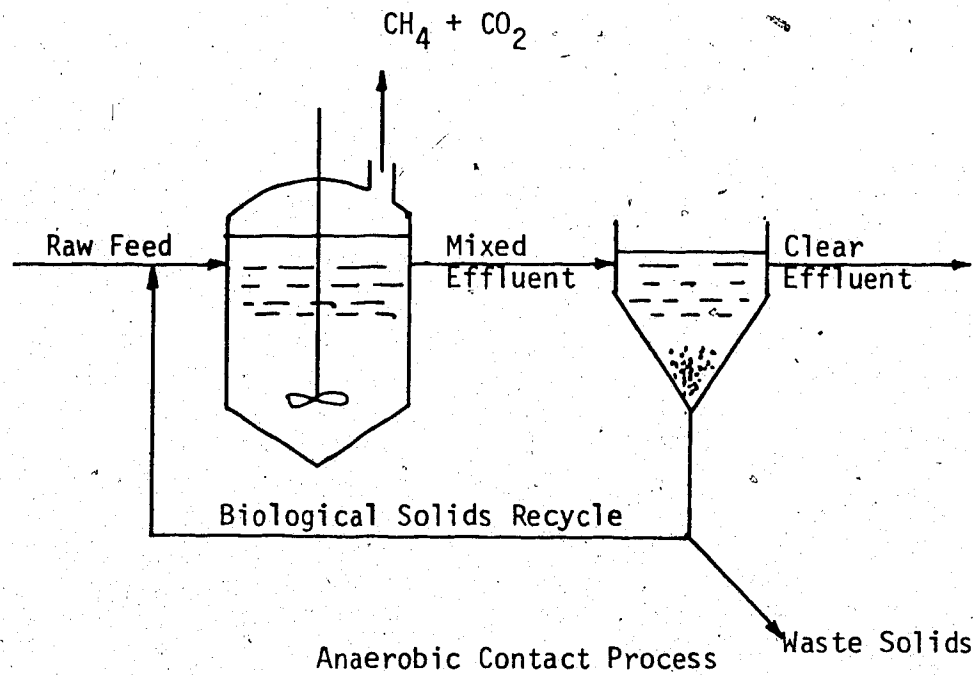 CH4 + CO2
Raw Feed
Mixed
Effluent
Clear
Effluent
Biological Solids Recycle
Waste Solids
Anaerobic Contact Process